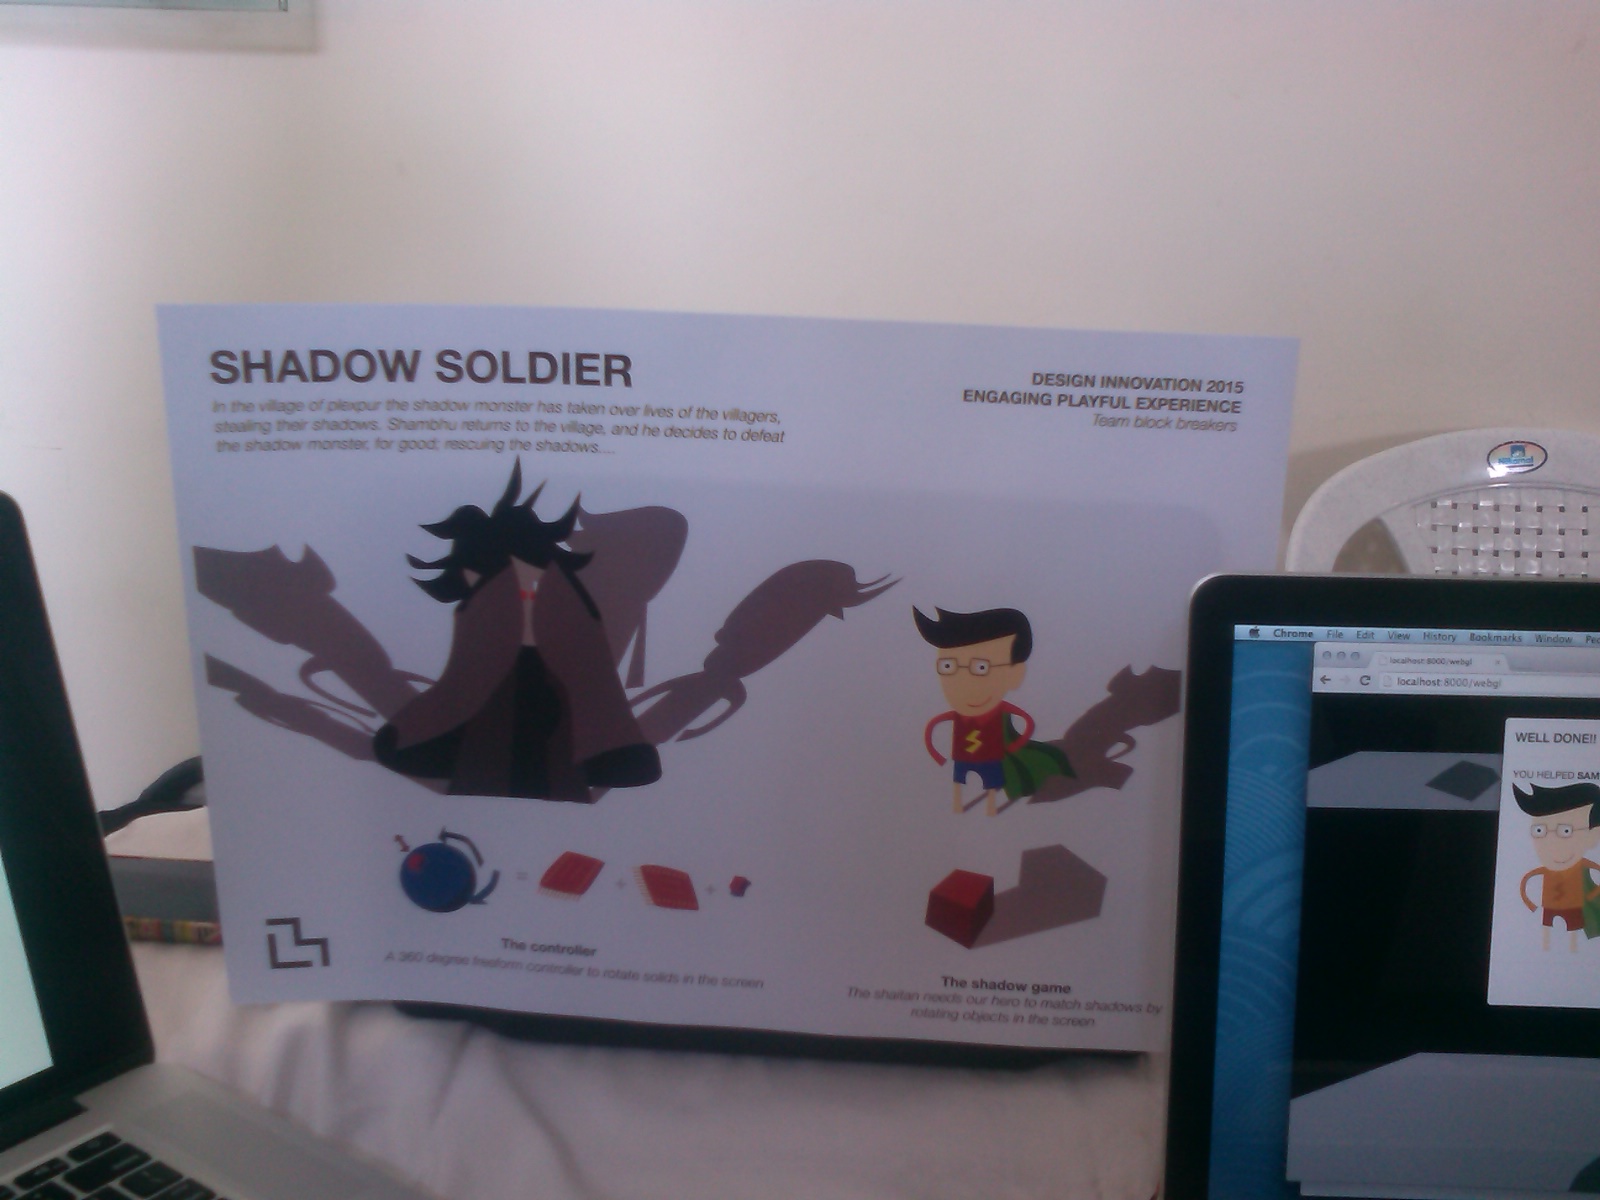 SHADOW SOLDIER
In the village of plexpur the shadow monster has taken over lives of the villagers,
stealing their shadows. Shambhu returns to the village, and he decides to defeat
the shadow monster, for good; rescuing the shadows....
DESIGN INNOVATION 2015
ENGAGING PLAYFUL EXPERIENCE
Team block breakers
S
= + +
The controller
A 360 degree freeform controller to rotate solids in the screen
The shadow game
The shaitan needs our hero to match shadows by
rotating objects in the screen
Nilkamal
Chrome File Edit View History Bookmarks Window
localhost:8000/webgl
localhost:8000/webgl
WELL DONE!!
YOU HELPED SAM
S